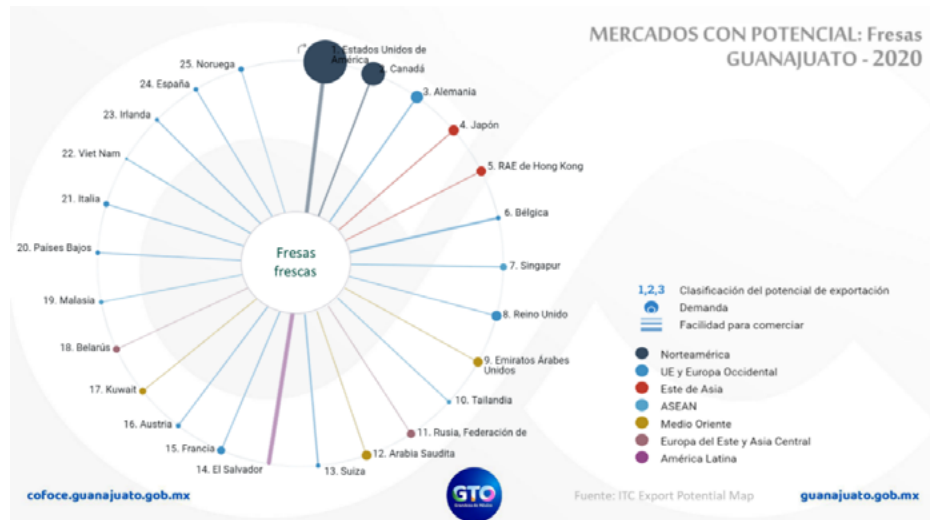 MERCADOS CON POTENCIAL: Fresas
GUANAJUATO - 2020
1. Estados Unidos de
América
2. Canadá
3. Alemania
4. Japón
5. RAE de Hong Kong
6. Bélgica
7. Singapur
8. Reino Unido
9. Emiratos Árabes
Unidos
10. Tailandia
11. Rusia, Federación de
12. Arabia Saudita
13. Suiza
14. El Salvador
15. Francia
16. Austria
17. Kuwait
18. Belarús
19. Malasia
20. Países Bajos
21. Italia
22. Viet Nam
23. Irlanda
24. España
25. Noruega
Fresas
frescas
1,2,3 Clasificación del potencial de exportación
Demanda
Facilidad para comerciar
Norteamérica
UE y Europa Occidental
Este de Asia
ASEAN
Medio Oriente
Europa del Este y Asia Central
América Latina
cofoce.guanajuato.gob.mx
GTO
Fuente: ITC Export Potential Map
guanajuato.gob.mx